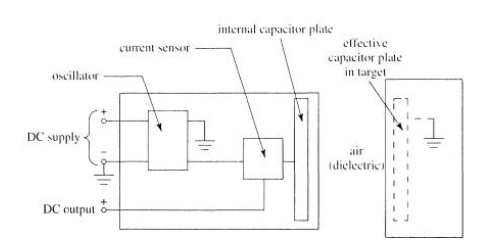 internal capacitor plate
current sensor
oscillator
effective
capacitor plate
in target
+
DC supply
−
air
(dielectric)
DC output
+